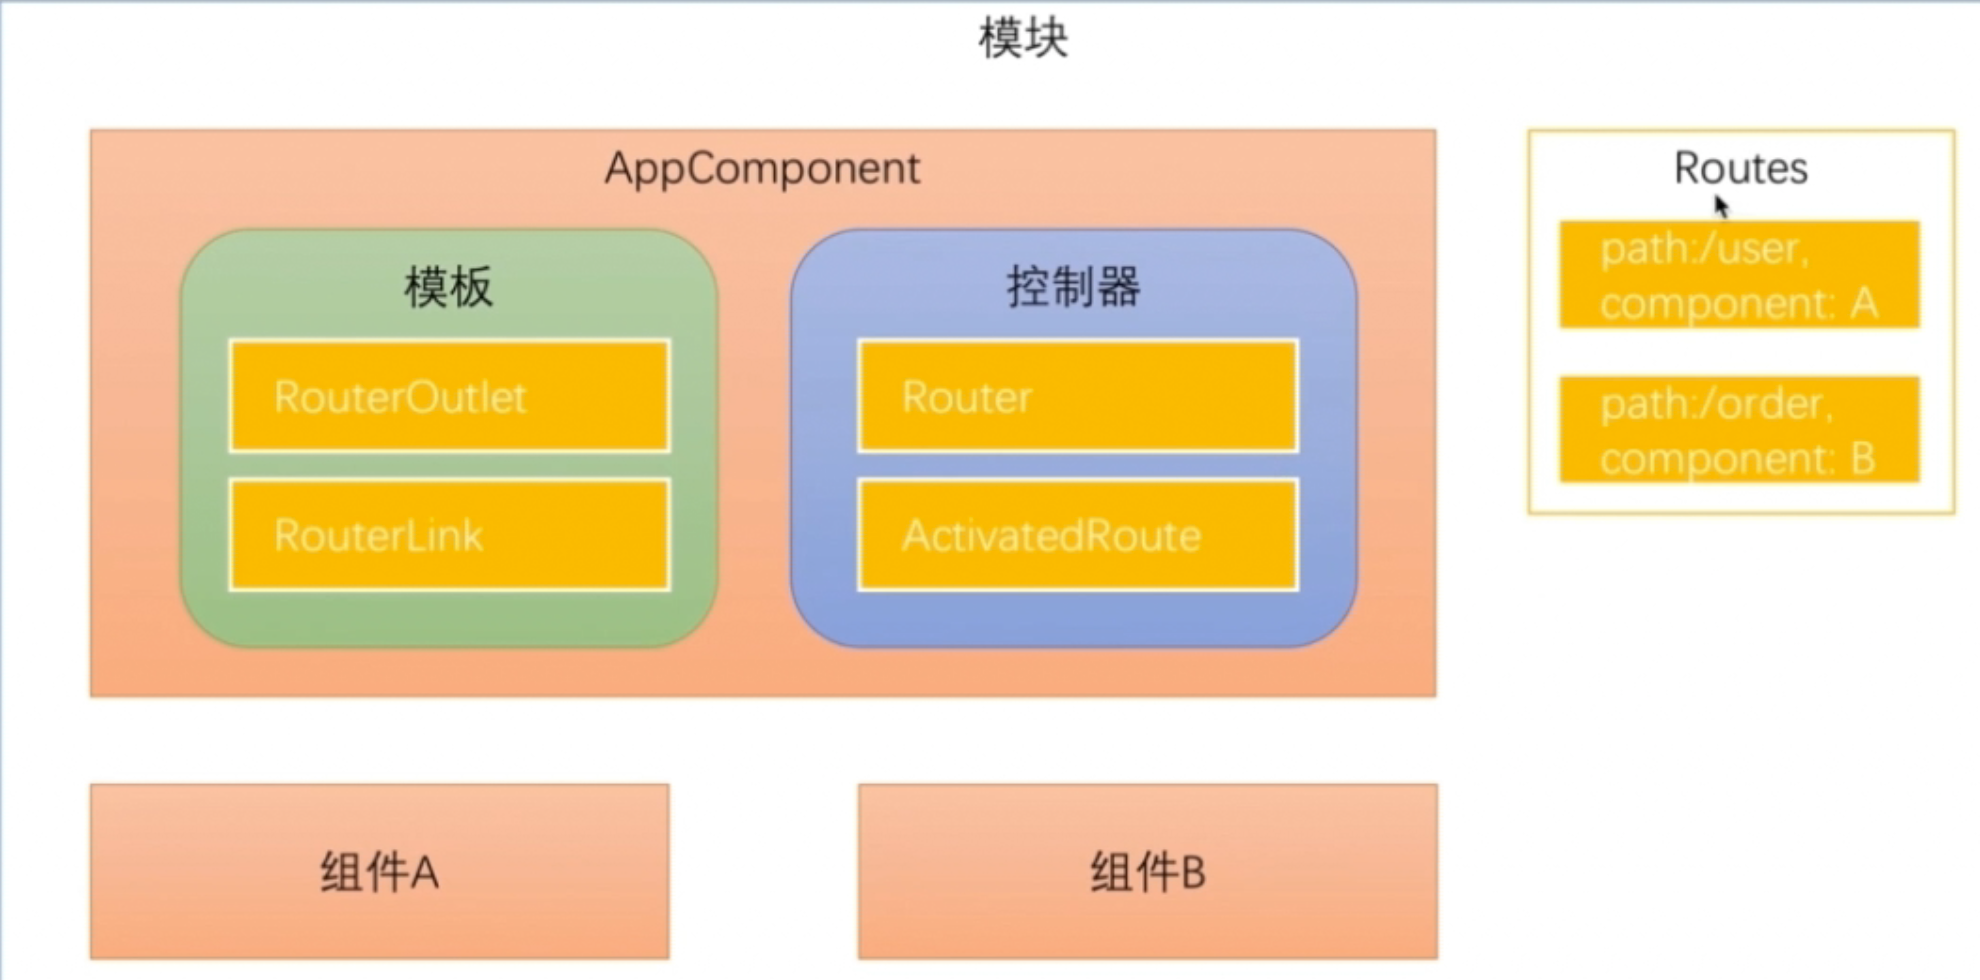 模块
AppComponent
模板
RouterOutlet
RouterLink
控制器
Router
ActivatedRoute
Routes
path:/user,
component: A
path:/order,
component: B
组件A
组件B